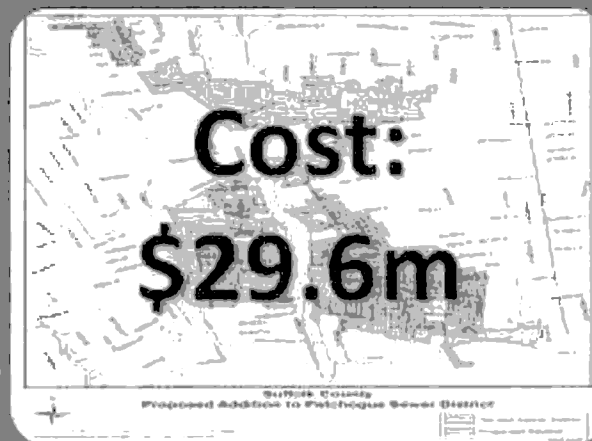 Cost:
$29.6m
Suffolk County
Proposed Addition to Patchogue Sewer District